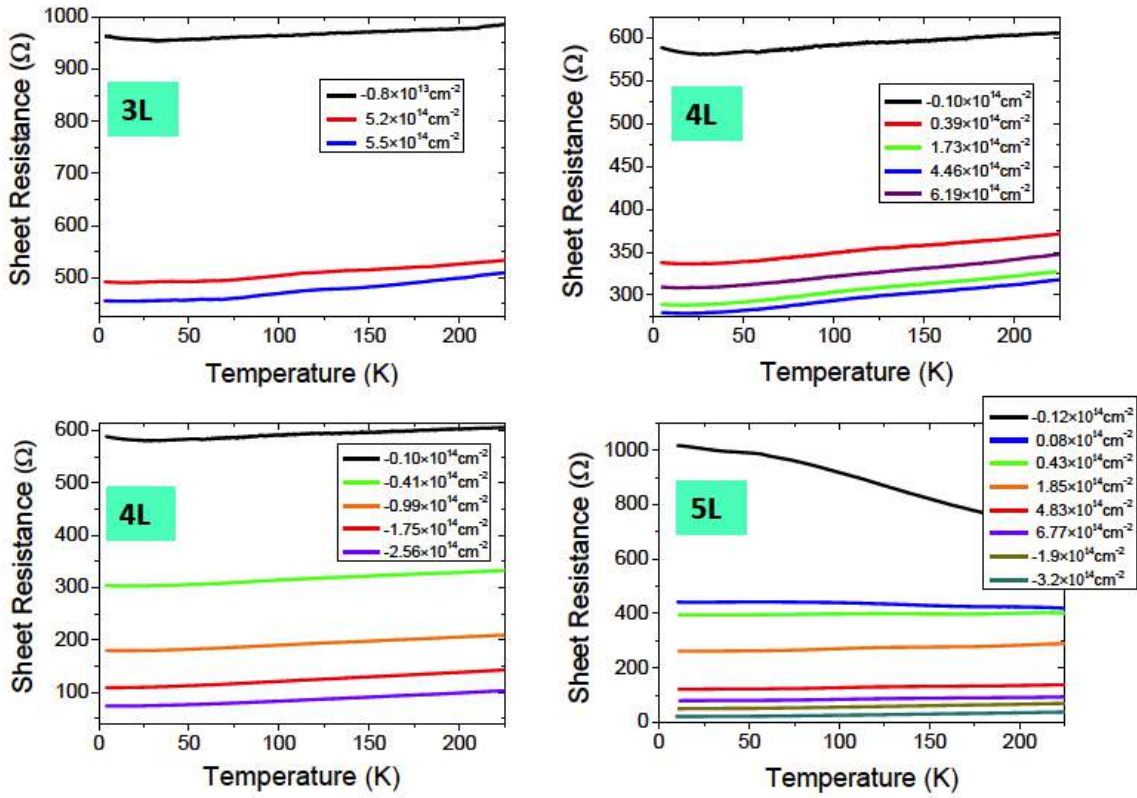 Sheet Resistance (Ω)
1000
900
800
700
600
500
3L
-0.8×10¹³cm⁻²
5.2×10¹⁴cm⁻²
5.5×10¹⁴cm⁻²
0 50 100 150 200
Temperature (K)
Sheet Resistance (Ω)
600
550
500
450
400
350
300
4L
-0.10×10¹⁴cm⁻²
0.39×10¹⁴cm⁻²
1.73×10¹⁴cm⁻²
4.46×10¹⁴cm⁻²
6.19×10¹⁴cm⁻²
0 50 100 150 200
Temperature (K)
Sheet Resistance (Ω)
600
500
400
300
200
100
4L
-0.10×10¹⁴cm⁻²
-0.41×10¹⁴cm⁻²
-0.99×10¹⁴cm⁻²
-1.75×10¹⁴cm⁻²
-2.56×10¹⁴cm⁻²
0 50 100 150 200
Temperature (K)
Sheet Resistance (Ω)
1000
800
600
400
200
0
5L
-0.12×10¹⁴cm⁻²
0.08×10¹⁴cm⁻²
0.43×10¹⁴cm⁻²
1.85×10¹⁴cm⁻²
4.83×10¹⁴cm⁻²
6.77×10¹⁴cm⁻²
-1.9×10¹⁴cm⁻²
-3.2×10¹⁴cm⁻²
0 50 100 150 200
Temperature (K)